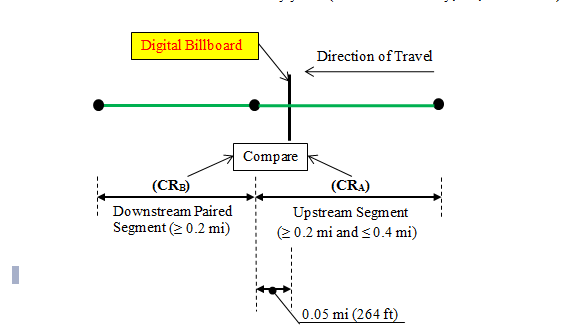 Digital Billboard
Direction of Travel
Compare
(CRB)
(CRA)
Downstream Paired
Segment (≥ 0.2 mi)
Upstream Segment
(≥ 0.2 mi and ≤ 0.4 mi)
0.05 mi (264 ft)